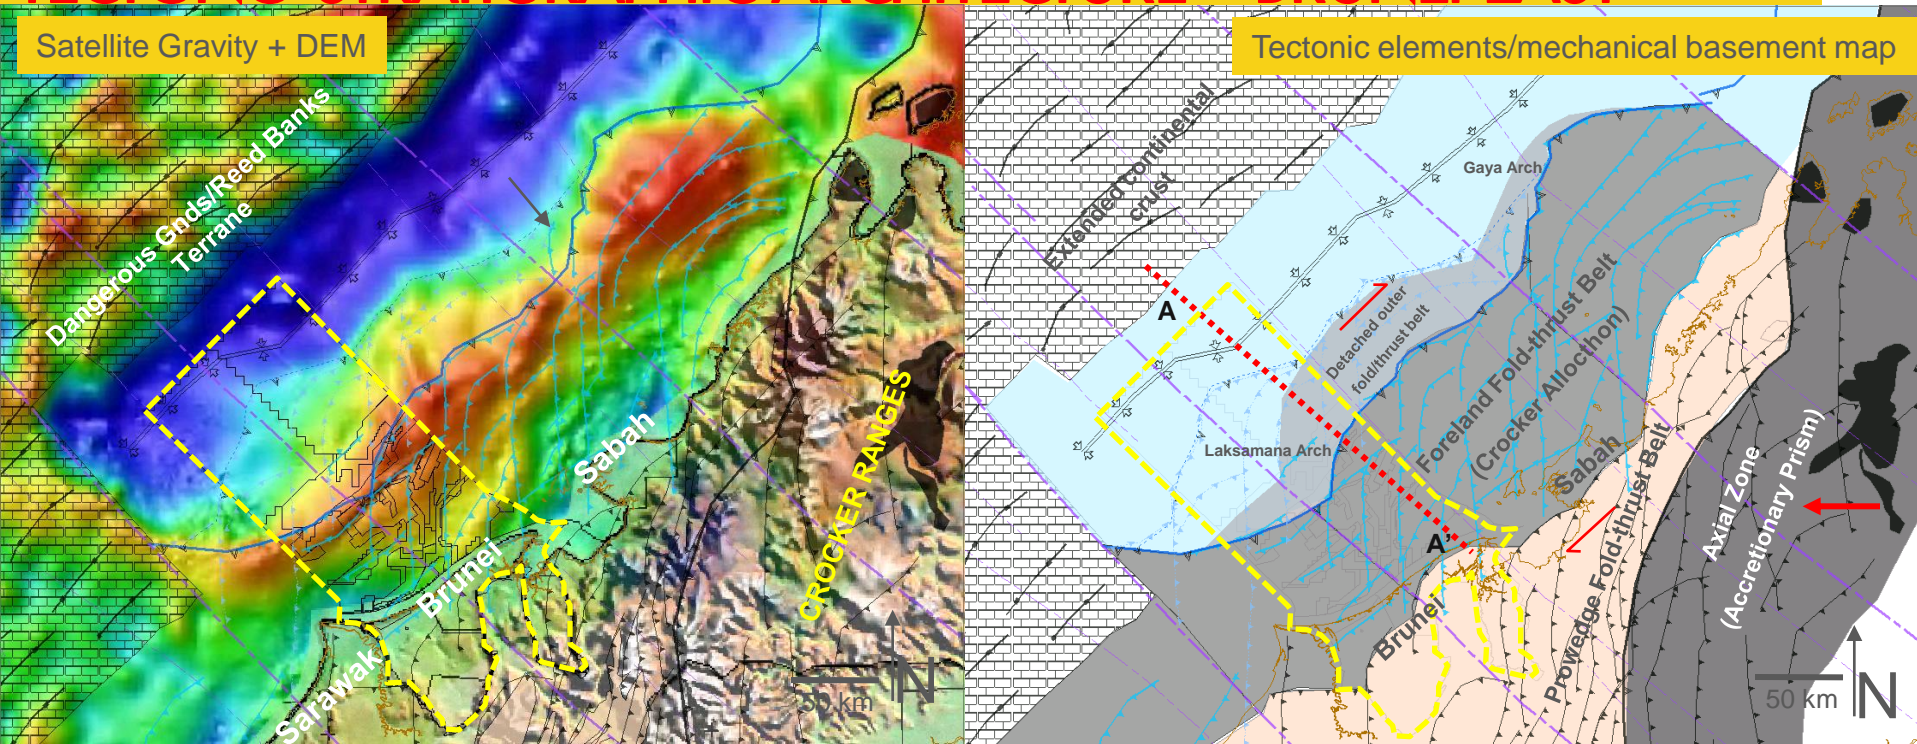 Satellite Gravity + DEM
Dangerous Gnds/Reed Banks
Terrane
Sabah
Brunei
Sarawak
CROCKER RANGES
50 km
N
Tectonic elements/mechanical basement map
Extended continental
crust
Gaya Arch
A
Detached outer
fold/thrust belt
Laksamana Arch
Foreland Fold-thrust Belt
(Crocker Allocthon)
Sabah
A'
Brunei
Prowedge Fold-thrust Belt
Axial Zone
(Accretionary Prism)
50 km
N